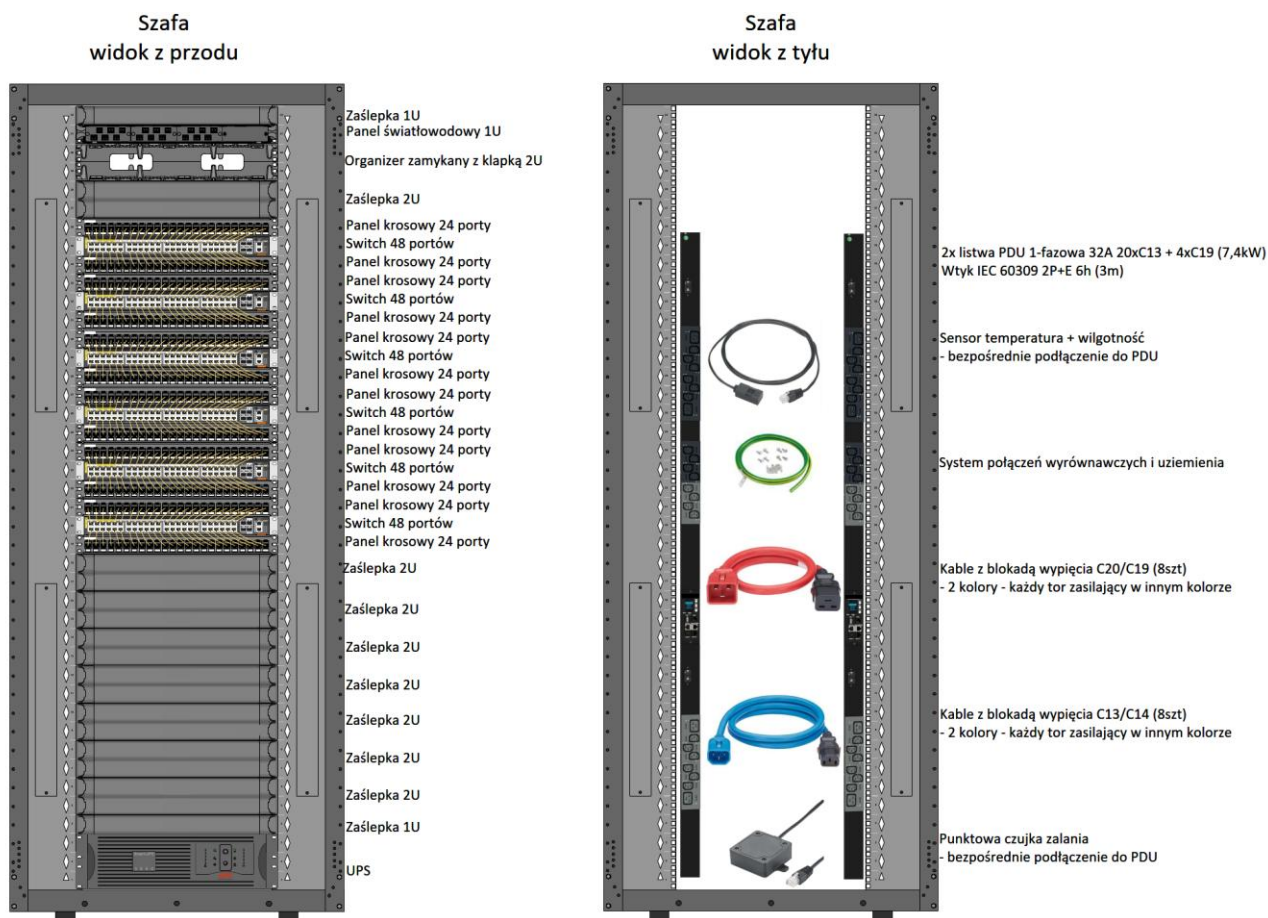 Szafa
widok z przodu
Zaślepka 1U
Panel światłowodowy 1U
Organizer zamykany z klapką 2U
Zaślepka 2U
Panel krosowy 24 porty
Switch 48 portów
Panel krosowy 24 porty
Panel krosowy 24 porty
Switch 48 portów
Panel krosowy 24 porty
Panel krosowy 24 porty
Switch 48 portów
Panel krosowy 24 porty
Panel krosowy 24 porty
Switch 48 portów
Panel krosowy 24 porty
Panel krosowy 24 porty
Switch 48 portów
Panel krosowy 24 porty
Panel krosowy 24 porty
Switch 48 portów
Panel krosowy 24 porty
Zaślepka 2U
Zaślepka 2U
Zaślepka 2U
Zaślepka 2U
Zaślepka 2U
Zaślepka 2U
Zaślepka 2U
Zaślepka 1U
UPS
Szafa
widok z tyłu
2x listwa PDU 1-fazowa 32A 20xC13 + 4xC19 (7,4kW)
Wtyk IEC 60309 2P+E 6h (3m)
Sensor temperatura + wilgotność
- bezpośrednie podłączenie do PDU
System połączeń wyrównawczych i uziemienia
Kable z blokadą wypięcia C20/C19 (8szt)
- 2 kolory - każdy tor zasilający w innym kolorze
Kable z blokadą wypięcia C13/C14 (8szt)
- 2 kolory - każdy tor zasilający w innym kolorze
Punktowa czujka zalania
- bezpośrednie podłączenie do PDU